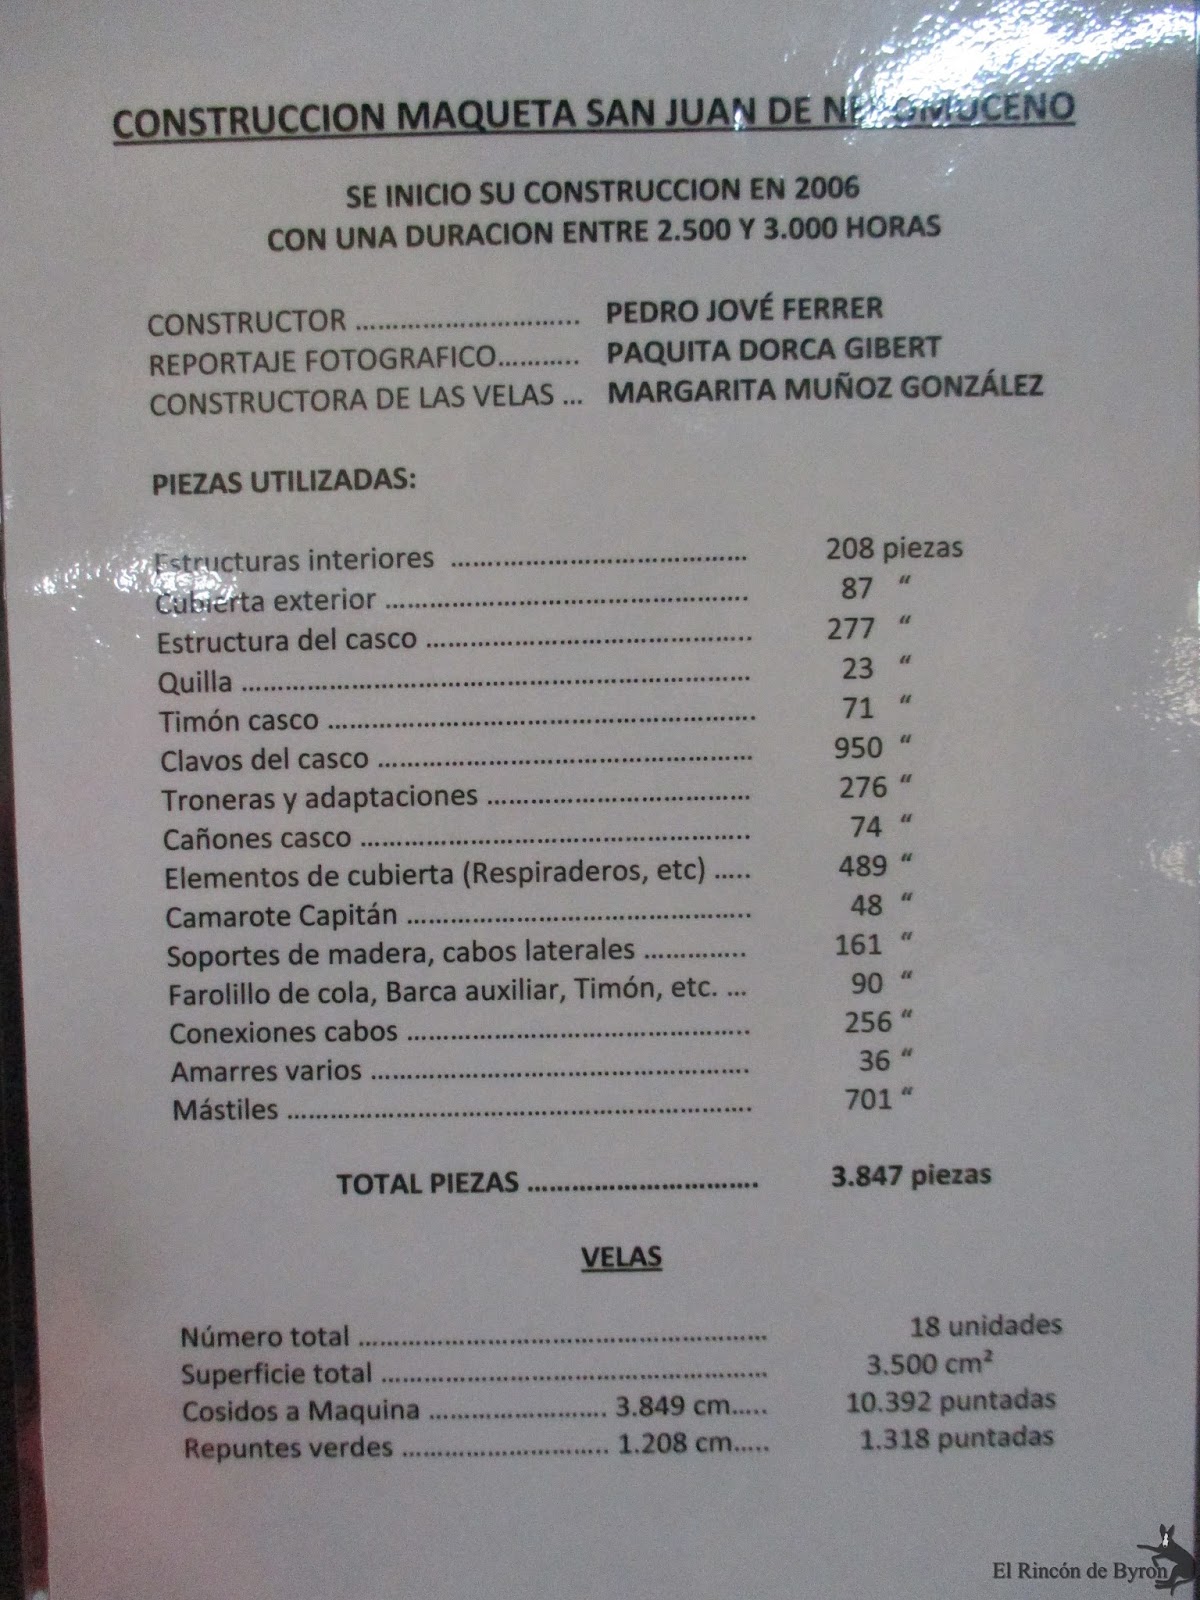 CONSTRUCCION MAQUETA SAN JUAN DE NEPOMUCENO
SE INICIO SU CONSTRUCCION EN 2006
CON UNA DURACION ENTRE 2.500 Y 3.000 HORAS
CONSTRUCTOR .............................. PEDRO JOVÉ FERRER
REPORTAJE FOTOGRAFICO........... PAQUITA DORCA GIBERT
CONSTRUCTORA DE LAS VELAS ... MARGARITA MUÑOZ GONZÁLEZ
PIEZAS UTILIZADAS:
Estructuras interiores ........................................ 208 piezas
Cubierta exterior ................................................. 87 “
Estructura del casco ............................................ 277 “
Quilla ..................................................................... 23 “
Timón casco .......................................................... 71 “
Clavos del casco ................................................... 950 “
Troneras y adaptaciones .................................... 276 “
Cañones casco ..................................................... 74 “
Elementos de cubierta (Respiraderos, etc) ..... 489 “
Camarote Capitán ............................................... 48 “
Soportes de madera, cabos laterales .............. 161 “
Farolillo de cola, Barca auxiliar, Timón, etc. ... 90 “
Conexiones cabos ............................................... 256 “
Amarres varios .................................................... 36 “
Mástiles ............................................................... 701 “
TOTAL PIEZAS ............................... 3.847 piezas
VELAS
Número total ....................................................... 18 unidades
Superficie total .................................................... 3.500 cm²
Cosidos a Maquina ........................ 3.849 cm..... 10.392 puntadas
Repuntes verdes ............................ 1.208 cm..... 1.318 puntadas
El Rincón de Byron